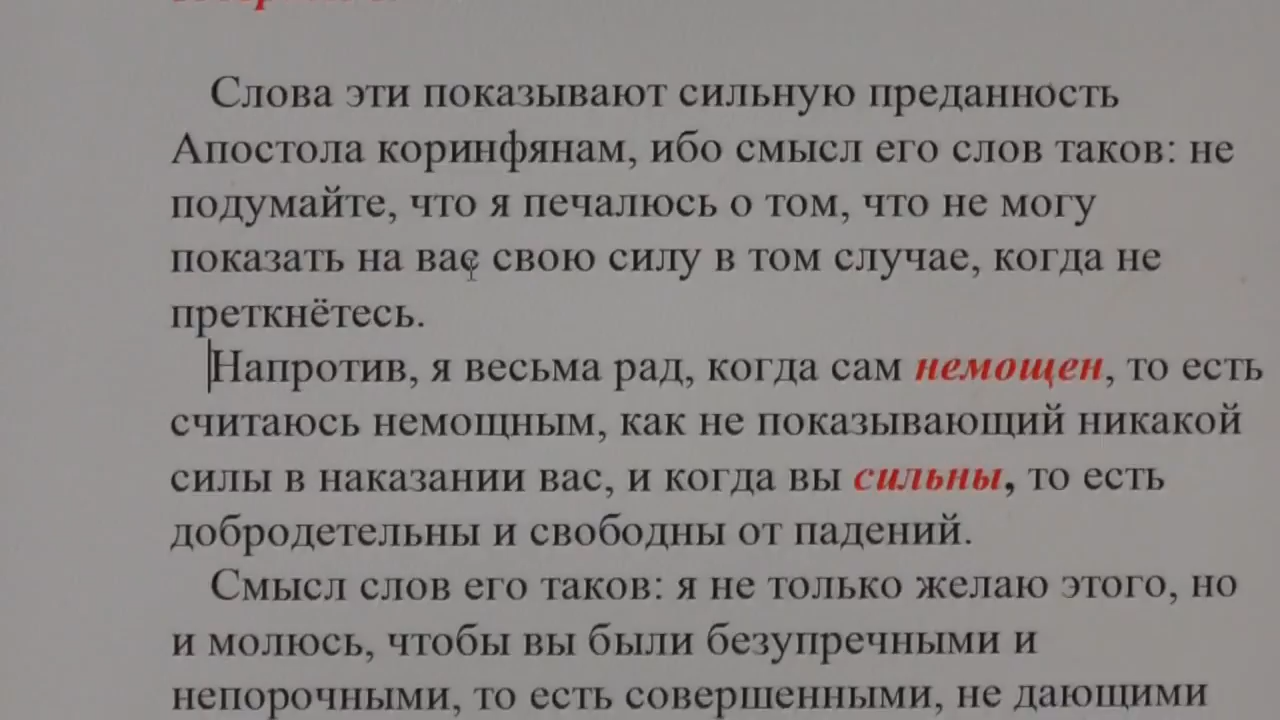 Слова эти показывают сильную преданность
Апостола коринфянам, ибо смысл его слов таков: не
подумайте, что я печалюсь о том, что не могу
показать на вас свою силу в том случае, когда не
преткнётесь.
Напротив, я весьма рад, когда сам немощен, то есть
считаюсь немощным, как не показывающий никакой
силы в наказании вас, и когда вы сильны, то есть
добродетельны и свободны от падений.
Смысл слов его таков: я не только желаю этого, но
и молюсь, чтобы вы были безупречными и
непорочными, то есть совершенными, не дающими